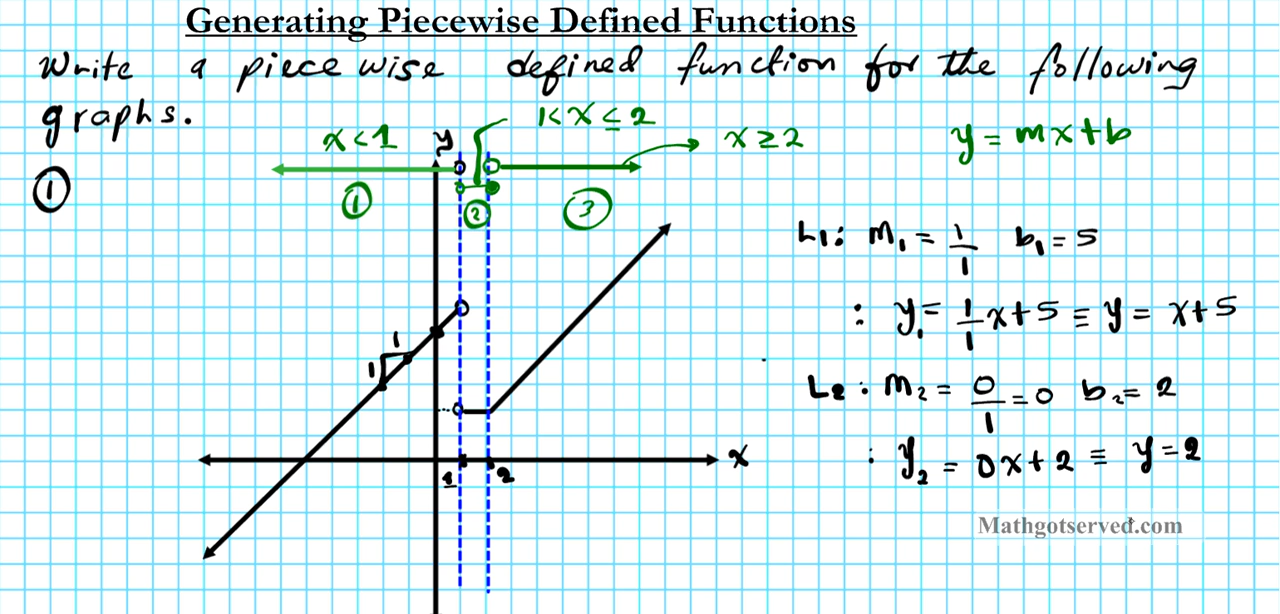 Generating Piecewise Defined Functions
Write a piece wise defined function for the following
graphs.
x<1
y
1<x≤2
x≥2
y = mx+b
①
①
②
③
L1: m₁ = 1/1 b₁=5
: y₁= 1/1x+5 ≡ y = x+5
1
1
L2: m₂ = 0/1=0 b₂= 2
: y₂ = 0x+2 ≡ y=2
x
1
2
Mathgotserved.com